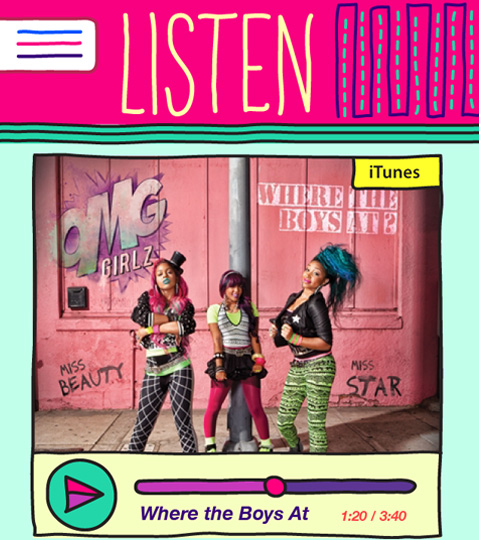 LISTEN
iTunes
OMG
GIRLZ
WHERE THE
BOYS AT?
MISS
BEAUTY
MISS
STAR
Where the Boys At
1:20 / 3:40